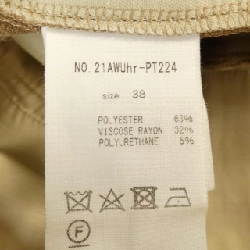 NO.21AWUhr-PT224
size 38
POLYESTER 63%
VISCOSE RAYON 32%
POLYURETHANE 5%
F